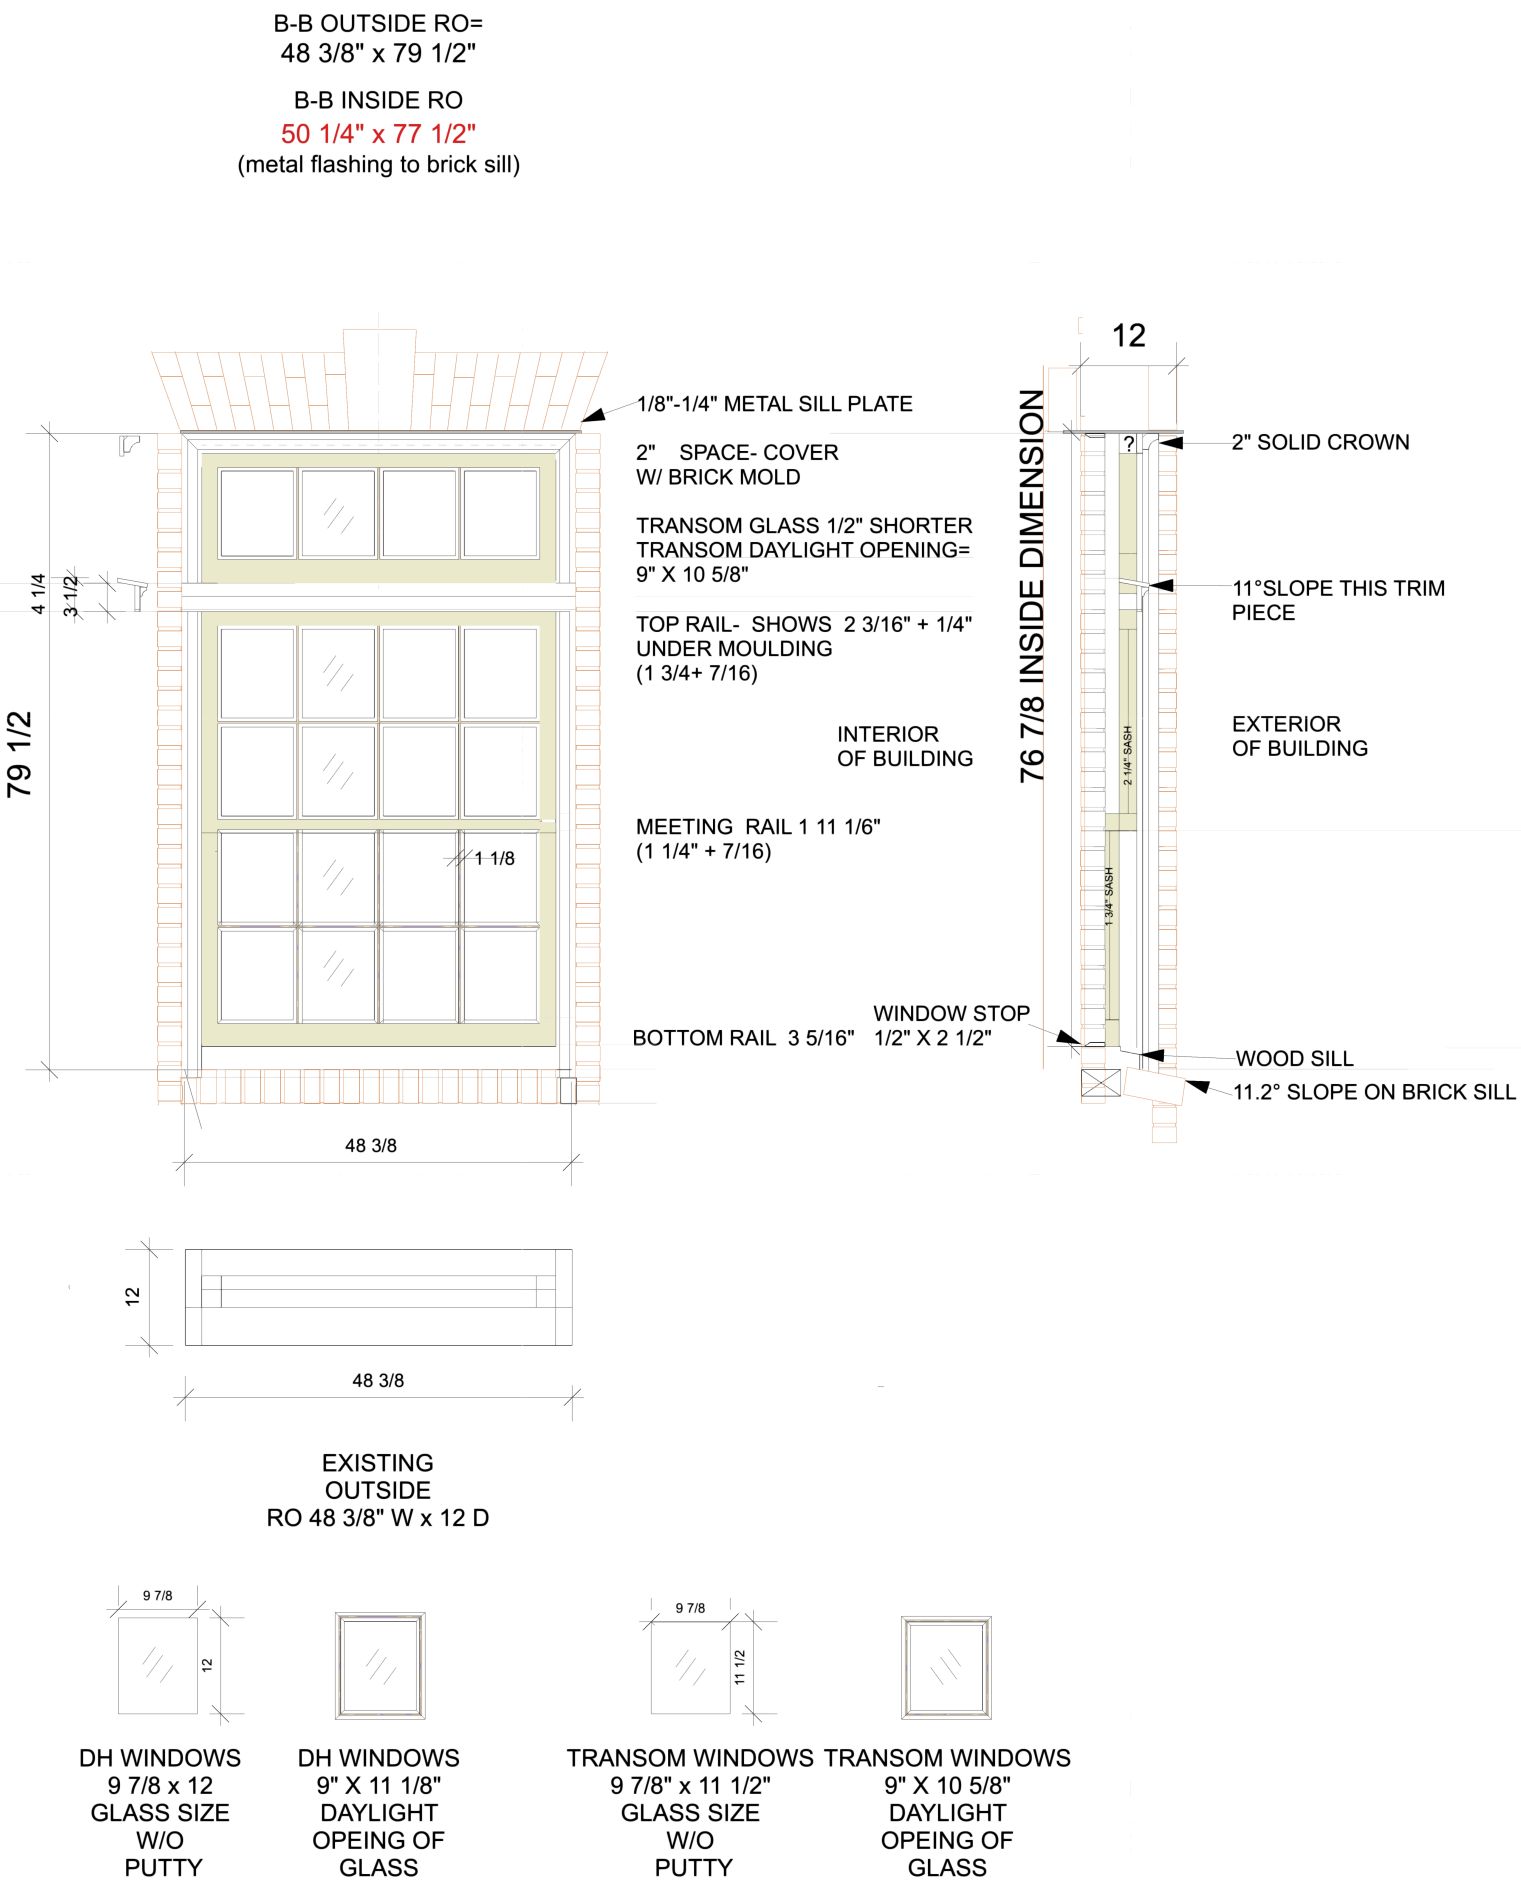 B-B OUTSIDE RO=
48 3/8" x 79 1/2"
B-B INSIDE RO
50 1/4" x 77 1/2"
(metal flashing to brick sill)
12
1/8"-1/4" METAL SILL PLATE
2" SPACE- COVER
W/ BRICK MOLD
TRANSOM GLASS 1/2" SHORTER
TRANSOM DAYLIGHT OPENING=
9" X 10 5/8"
TOP RAIL- SHOWS 2 3/16" + 1/4"
UNDER MOULDING
(1 3/4+ 7/16)
INTERIOR
OF BUILDING
MEETING RAIL 1 11 1/6"
(1 1/4" + 7/16)
1 1/8
BOTTOM RAIL 3 5/16"
WINDOW STOP
1/2" X 2 1/2"
4 1/4
3 1/2
79 1/2
76 7/8 INSIDE DIMENSION
?
2" SOLID CROWN
11°SLOPE THIS TRIM
PIECE
EXTERIOR
OF BUILDING
2 1/4" SASH
1 3/4" SASH
WOOD SILL
11.2° SLOPE ON BRICK SILL
48 3/8
12
48 3/8
EXISTING
OUTSIDE
RO 48 3/8" W x 12 D
9 7/8
12
DH WINDOWS
9 7/8 x 12
GLASS SIZE
W/O
PUTTY
DH WINDOWS
9" X 11 1/8"
DAYLIGHT
OPEING OF
GLASS
9 7/8
11 1/2
TRANSOM WINDOWS
9 7/8" x 11 1/2"
GLASS SIZE
W/O
PUTTY
TRANSOM WINDOWS
9" X 10 5/8"
DAYLIGHT
OPEING OF
GLASS